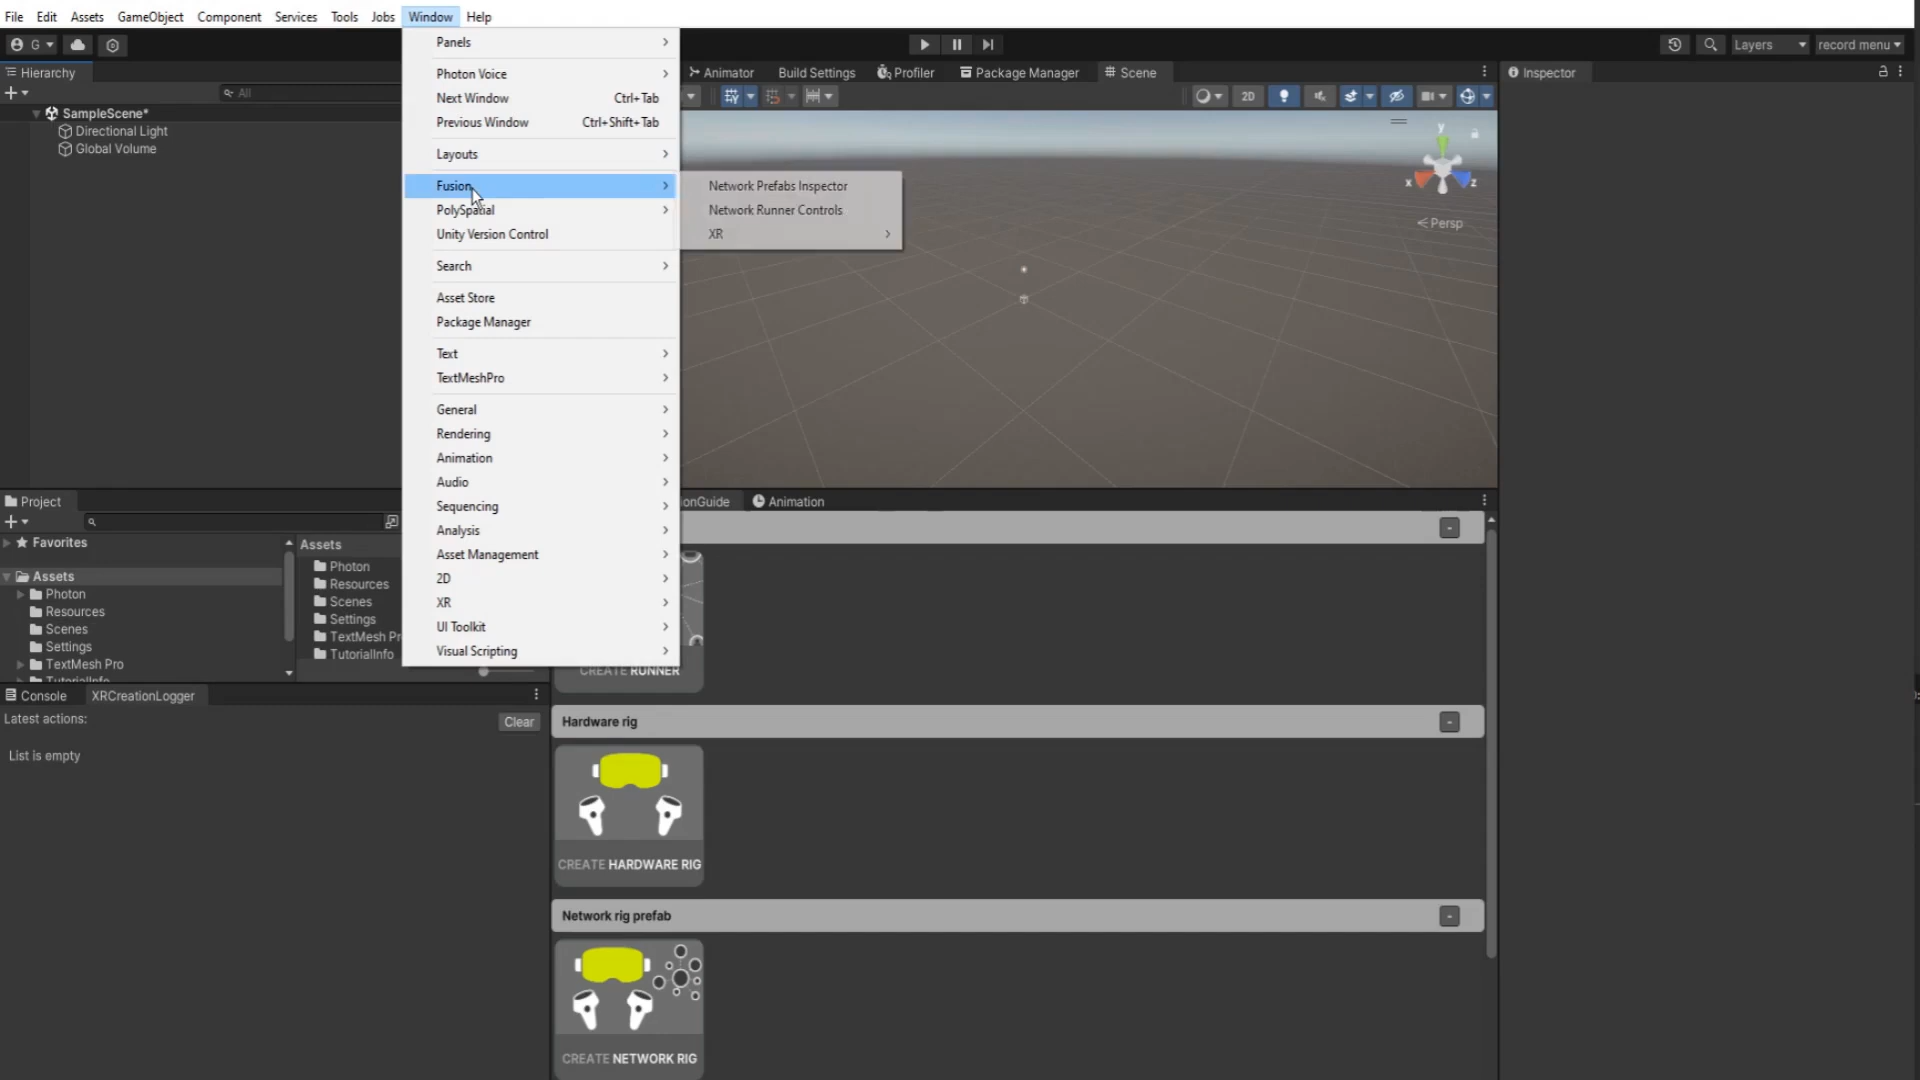 File Edit Assets GameObject Component Services Tools Jobs Window Help
G Layers record menu
Hierarchy
All
SampleScene*
Directional Light
Global Volume
Panels
Photon Voice
Next Window Ctrl+Tab
Previous Window Ctrl+Shift+Tab
Layouts
Fusion
PolySpatial
Unity Version Control
Search
Asset Store
Package Manager
Text
TextMeshPro
General
Rendering
Animation
Audio
Sequencing
Analysis
Asset Management
2D
XR
UI Toolkit
Visual Scripting
Network Prefabs Inspector
Network Runner Controls
XR
Animator Build Settings Profiler Package Manager Scene
2D
y
x z
Persp
Inspector
Project
Favorites
Assets
Photon
Resources
Scenes
Settings
TextMesh Pro
TutorialInfo
Assets
Photon
Resources
Scenes
Settings
TextMesh Pr
TutorialInfo
Console XRCreationLogger
Latest actions: Clear
List is empty
ionGuide Animation
CREATE RUNNER
Hardware rig
CREATE HARDWARE RIG
Network rig prefab
CREATE NETWORK RIG